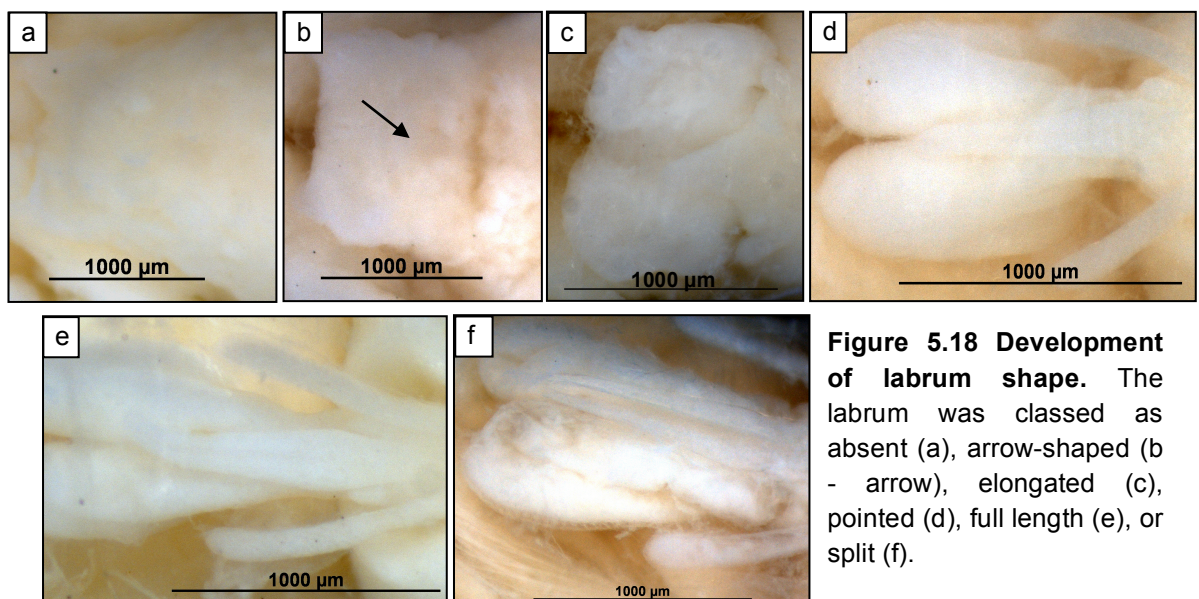 a
b
c
d
1000 µm
1000 µm
1000 µm
1000 µm
e
f
1000 µm
1000 µm
Figure 5.18 Development
of labrum shape. The
labrum was classed as
absent (a), arrow-shaped (b
- arrow), elongated (c),
pointed (d), full length (e), or
split (f).